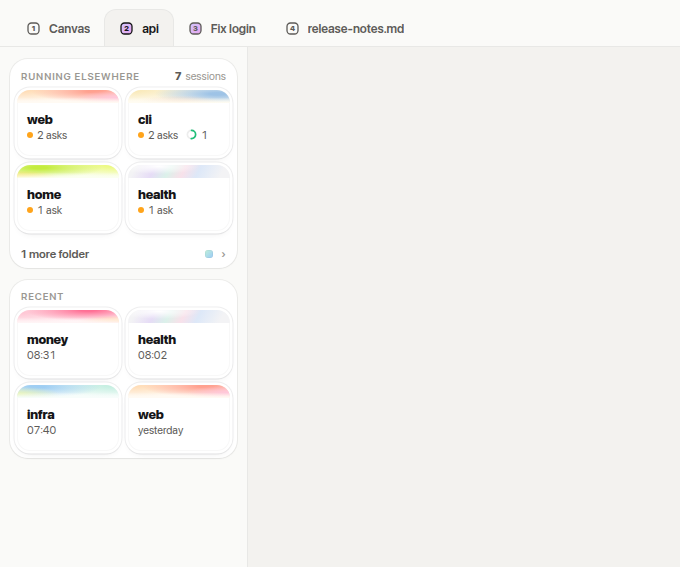 1 Canvas
2 api
3 Fix login
4 release-notes.md
RUNNING ELSEWHERE
7 sessions
web
2 asks
cli
2 asks 1
home
1 ask
health
1 ask
1 more folder ›
RECENT
money
08:31
health
08:02
infra
07:40
web
yesterday